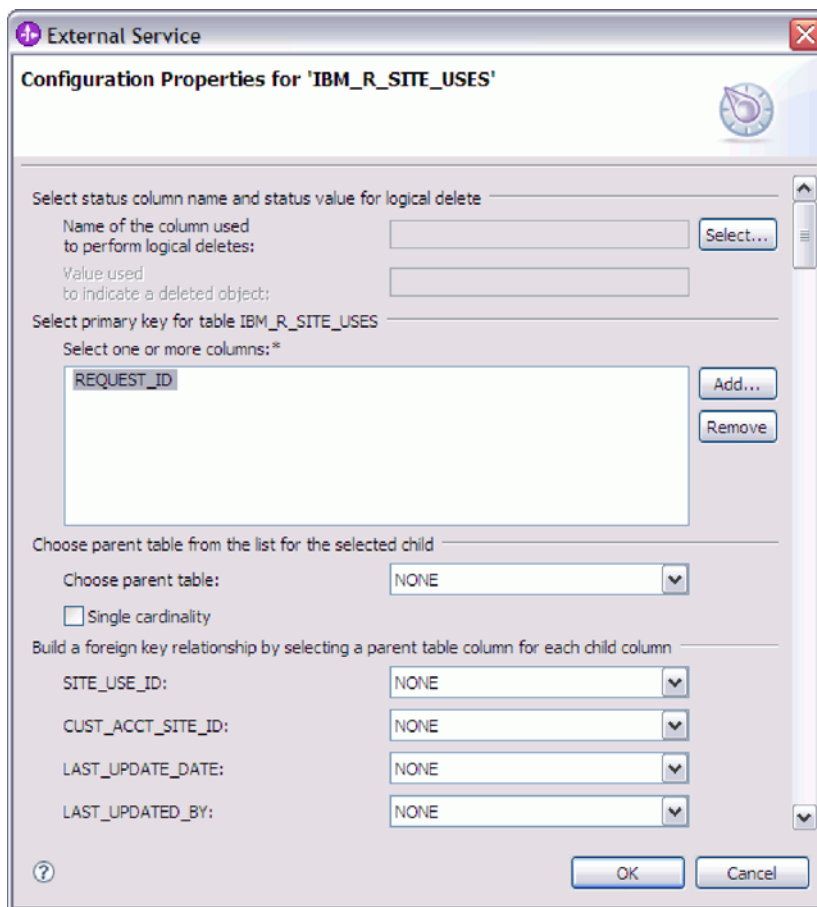 External Service
Configuration Properties for 'IBM_R_SITE_USES'
Select status column name and status value for logical delete
Name of the column used
to perform logical deletes:
Select...
Value used
to indicate a deleted object:
Select primary key for table IBM_R_SITE_USES
Select one or more columns:*
REQUEST_ID
Add...
Remove
Choose parent table from the list for the selected child
Choose parent table:
NONE
Single cardinality
Build a foreign key relationship by selecting a parent table column for each child column
SITE_USE_ID:
NONE
CUST_ACCT_SITE_ID:
NONE
LAST_UPDATE_DATE:
NONE
LAST_UPDATED_BY:
NONE
?
OK
Cancel